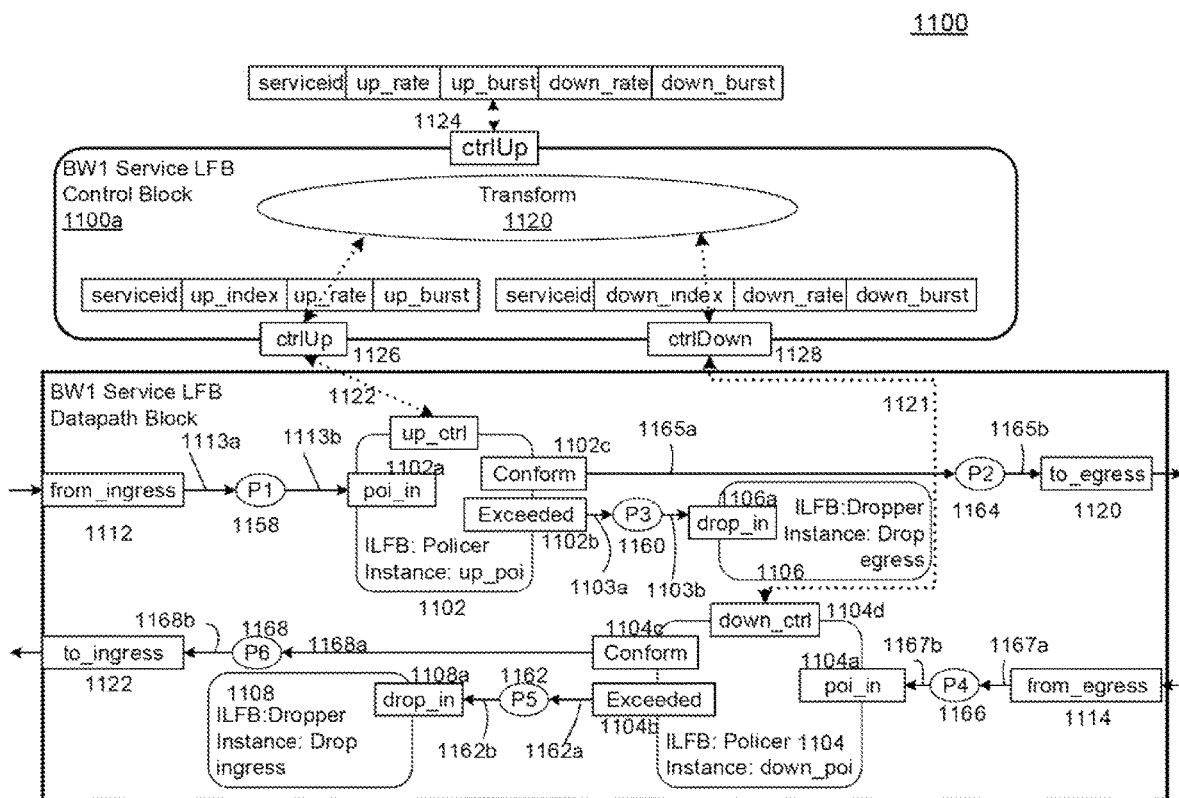 1100
serviceid up_rate up_burst down_rate down_burst
1124
ctrlUp
BW1 Service LFB
Control Block
1100a
Transform
1120
serviceid up_index up_rate up_burst
serviceid down_index down_rate down_burst
ctrlUp
1126
ctrlDown
1128
BW1 Service LFB
Datapath Block
1122
1121
up_ctrl
1113a
1113b
1102a
1102c
1165a
1165b
from_ingress
P1
poi_in
Conform
P2
to_egress
1112
1158
Exceeded
P3
1106a
drop_in
ILFB:Dropper
Instance: Drop
egress
1164
1120
1102b
1160
ILFB: Policer
Instance: up_poi
1103a
1103b
1106
1102
1168b
1168
1168a
1104c
down_ctrl
1104d
1167b
1167a
to_ingress
P6
Conform
1104a
poi_in
P4
from_egress
1122
1108a
1162
1166
1114
1108
drop_in
P5
Exceeded
ILFB:Dropper
Instance: Drop
ingress
1104b
1162b
1162a
ILFB: Policer 1104
Instance: down_poi